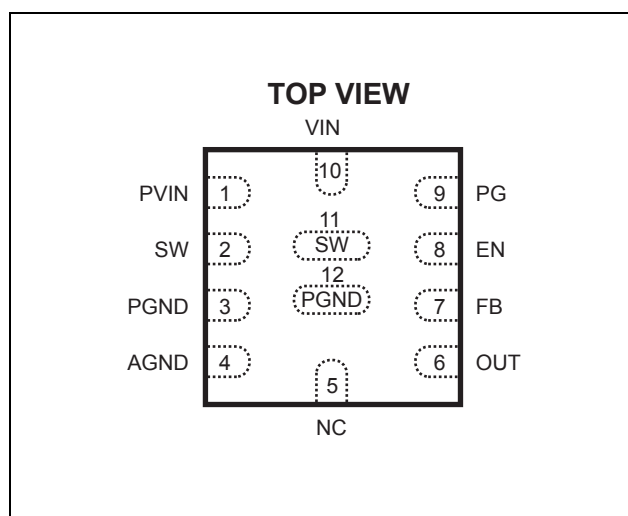 TOP VIEW
VIN
10
PVIN 1 9 PG
11
SW 2 SW 8 EN
12
PGND 3 PGND 7 FB
AGND 4 6 OUT
5
NC